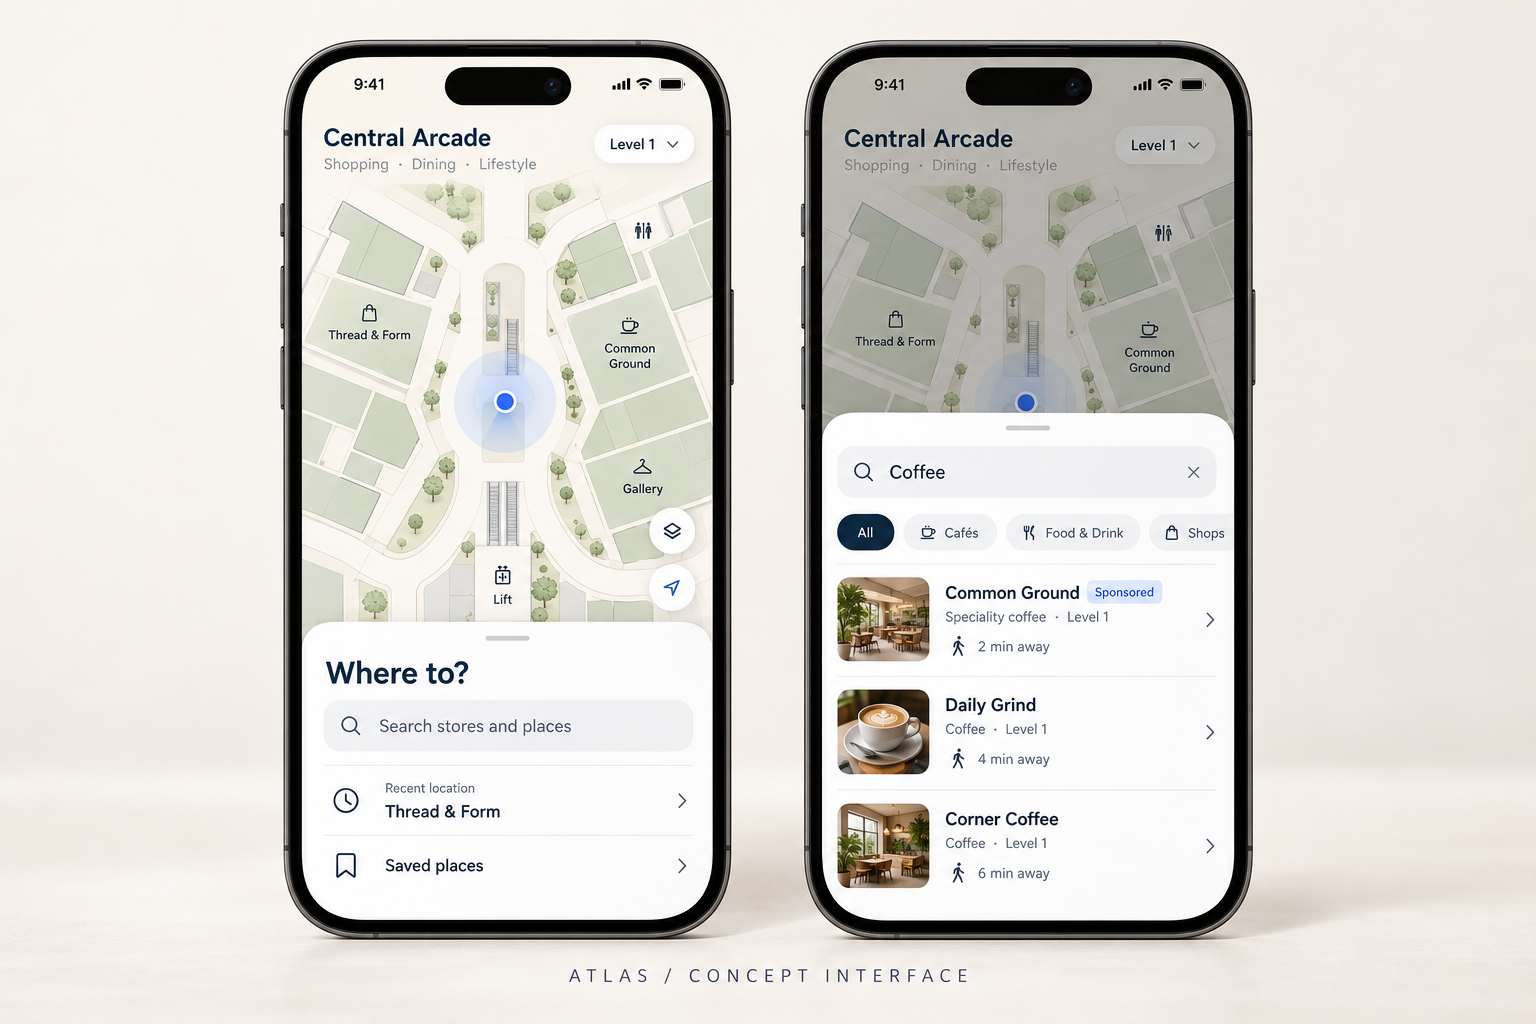 9:41
Central Arcade
Level 1
Shopping · Dining · Lifestyle
Thread & Form
Common
Ground
Gallery
Lift
Where to?
Search stores and places
Recent location
Thread & Form
Saved places
9:41
Central Arcade
Level 1
Shopping · Dining · Lifestyle
Thread & Form
Common
Ground
Coffee
All
Cafés
Food & Drink
Shops
Common Ground
Sponsored
Speciality coffee · Level 1
2 min away
Daily Grind
Coffee · Level 1
4 min away
Corner Coffee
Coffee · Level 1
6 min away
ATLAS / CONCEPT INTERFACE